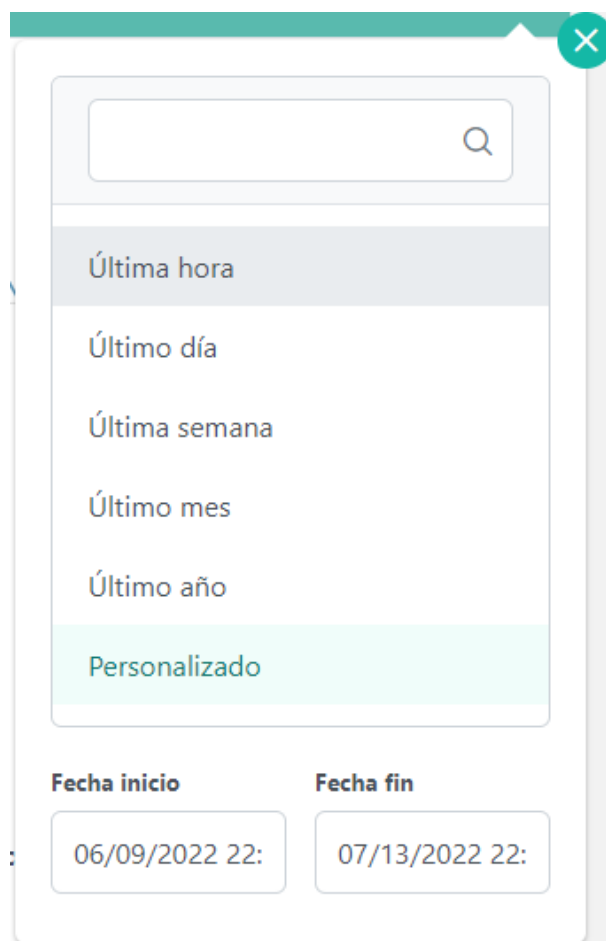 Última hora
Último día
Última semana
Último mes
Último año
Personalizado
Fecha inicio Fecha fin
06/09/2022 22: 07/13/2022 22: